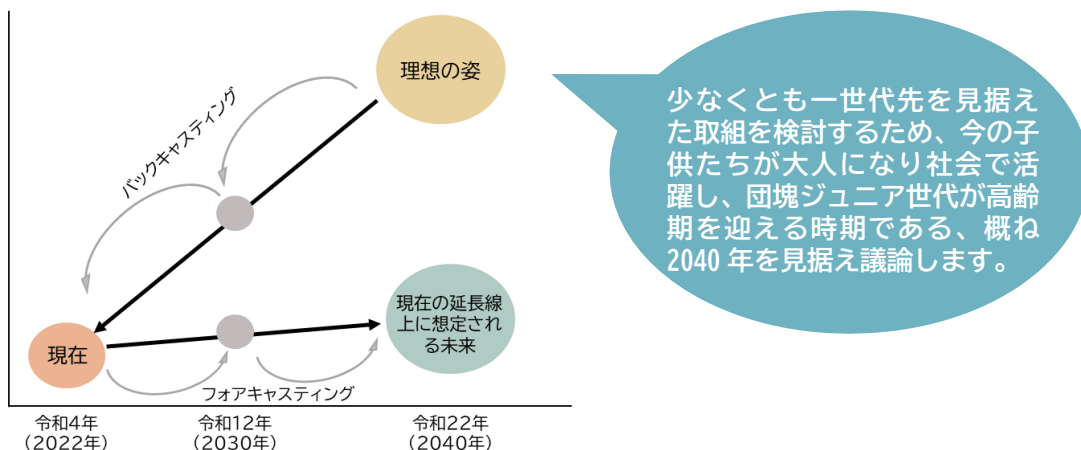 理想の姿
バックキャスティング
現在
現在の延長線
上に想定され
る未来
フォアキャスティング
令和4年
（2022年）
令和12年
（2030年）
令和22年
（2040年）
少なくとも一世代先を見据え
た取組を検討するため、今の子
供たちが大人になり社会で活
躍し、団塊ジュニア世代が高齢
期を迎える時期である、概ね
2040 年を見据え議論します。